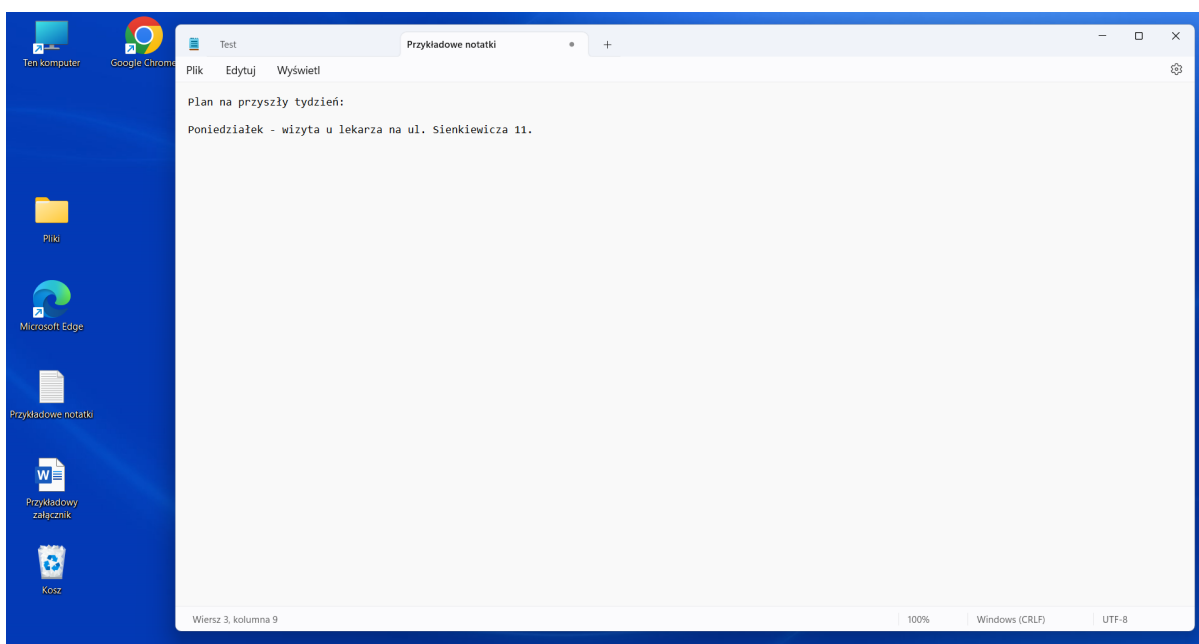 Ten komputer
Google Chrome
Pliki
Microsoft Edge
Przykładowe notatki
Przykładowy
załącznik
Kosz
Test
Przykładowe notatki
Plik Edytuj Wyświetl
Plan na przyszły tydzień:
Poniedziałek - wizyta u lekarza na ul. Sienkiewicza 11.
Wiersz 3, kolumna 9
100%
Windows (CRLF)
UTF-8